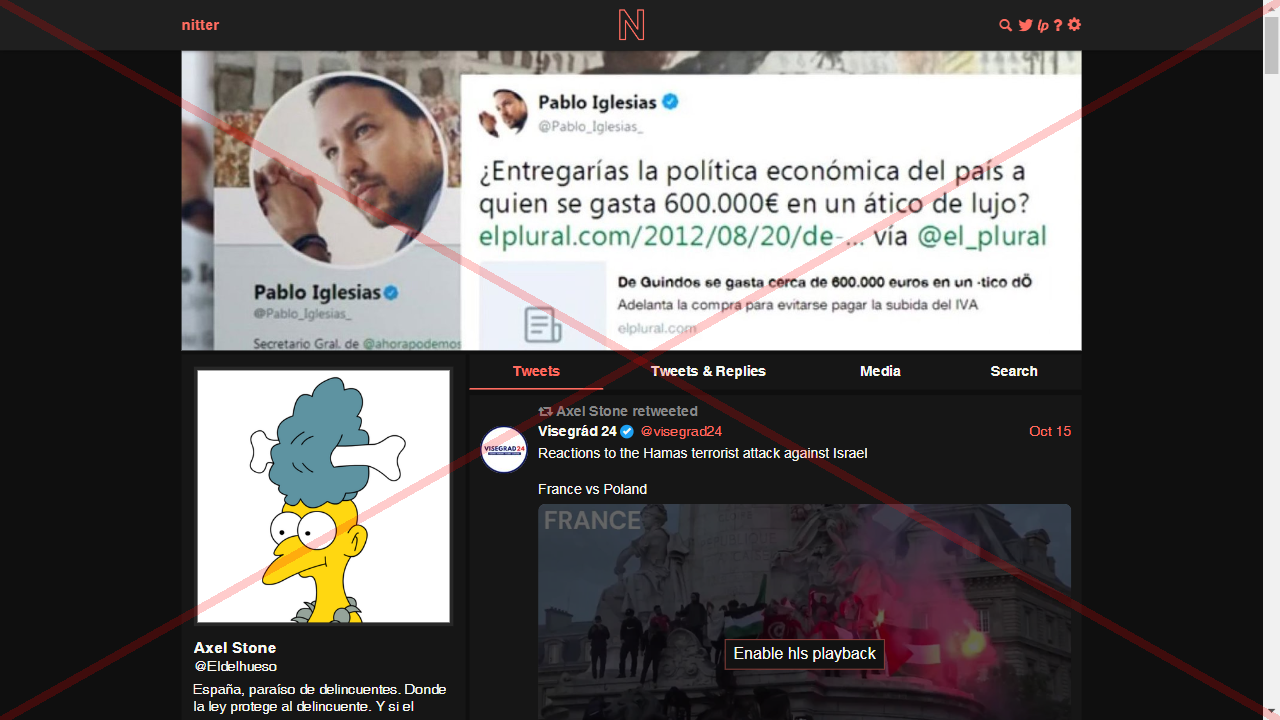 nitter
N
lp ?
Pablo Iglesias
@Pablo_Iglesias_
¿Entregarías la política económica del país a
quien se gasta 600.000€ en un ático de lujo?
elplural.com/2012/08/20/de-... vía @el_plural
De Guindos se gasta cerca de 600.000 euros en un ·tico dÖ
Adelanta la compra para evitarse pagar la subida del IVA
elplural.com
Pablo Iglesias
@Pablo_Iglesias_
Secretario Gral. de @ahorapodemos
Tweets
Tweets & Replies
Media
Search
Axel Stone retweeted
VISEGRAD24
Visegrád 24 @visegrad24 Oct 15
Reactions to the Hamas terrorist attack against Israel
France vs Poland
FRANCE
Enable hls playback
Axel Stone
@Eldelhueso
España, paraíso de delincuentes. Donde
la ley protege al delincuente. Y si el